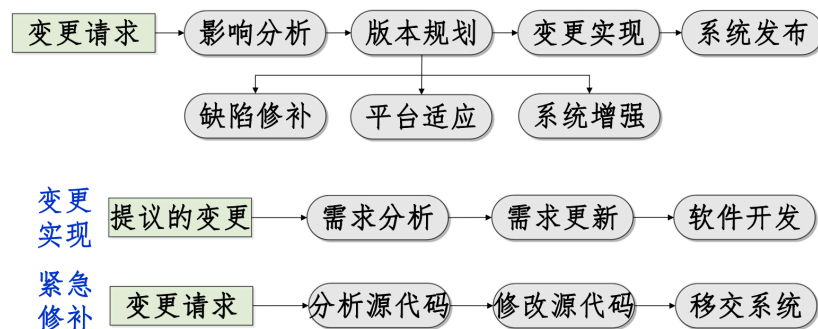 变更请求 影响分析 版本规划 变更实现 系统发布
缺陷修补 平台适应 系统增强
变更
实现
提议的变更 需求分析 需求更新 软件开发
紧急
修补
变更请求 分析源代码 修改源代码 移交系统